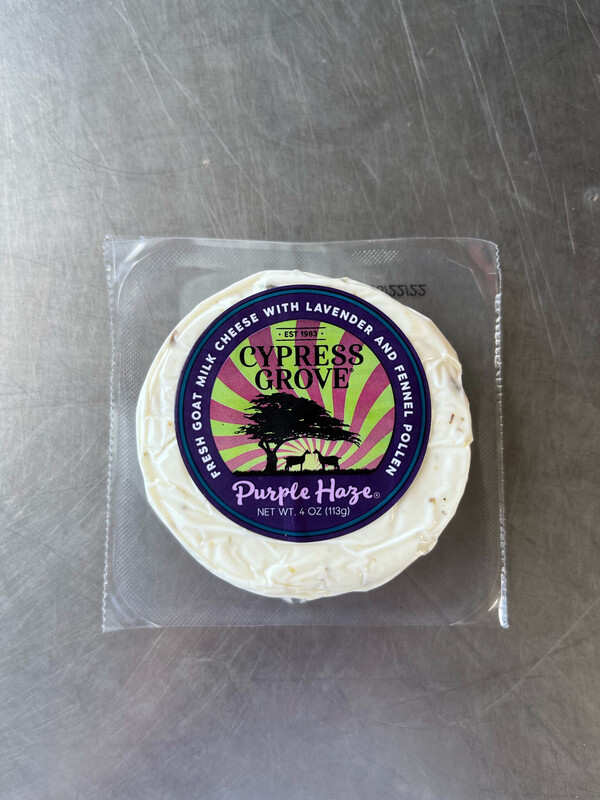 FRESH GOAT MILK CHEESE WITH LAVENDER AND FENNEL POLLEN
· EST 1983 ·
CYPRESS
GROVE®
Purple Haze®
NET WT. 4 OZ (113g)